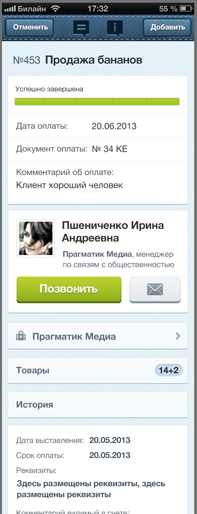 Билайн 17:32 55 %
Отменить Добавить
№453 Продажа бананов
Успешно завершена
Дата оплаты: 20.06.2013
Документ оплаты: № 34 KE
Комментарий об оплате:
Клиент хороший человек
Пшениченко Ирина
Андреевна
Прагматик Медиа, менеджер
по связям с общественностью
Позвонить
Прагматик Медиа
Товары 14+2
История
Дата выставления: 20.05.2013
Срок оплаты: 20.05.2013
Реквизиты:
Здесь размещены реквизиты, здесь
размещены реквизиты
Комментарий видимый в счете: